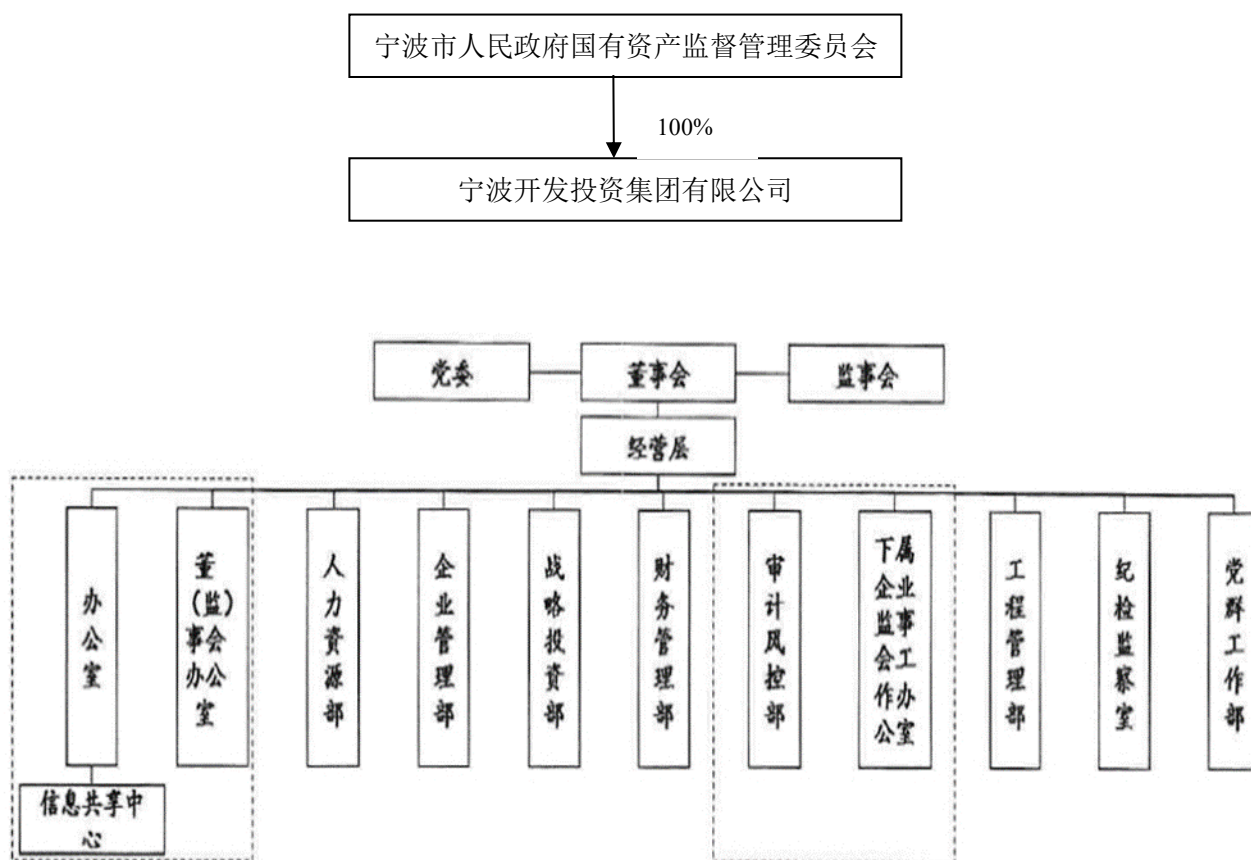 宁波市人民政府国有资产监督管理委员会
100%
宁波开发投资集团有限公司
党委
董事会
监事会
经营层
办公室
董
(监)
事会
办公
室
人力资源部
企业管理部
战略投资部
财务管理部
审计风控部
下属
企业
监事
会工
作办
公室
工程管理部
纪检监察室
党群工作部
信息共享中
心